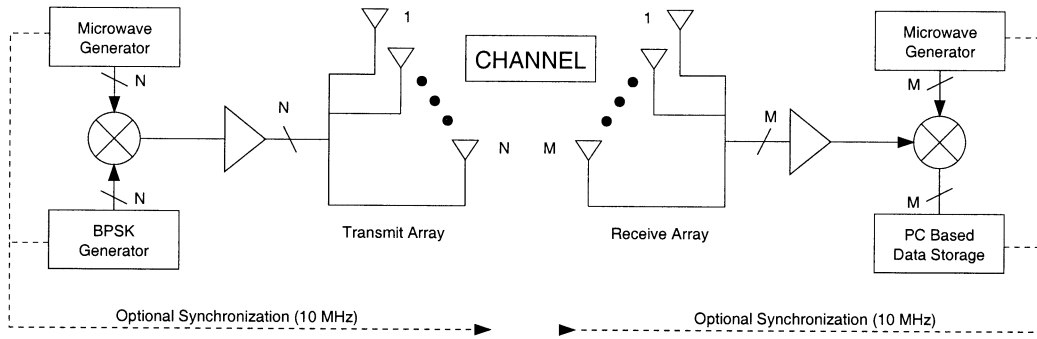 Microwave
Generator
N
N
BPSK
Generator
N
1
N
Transmit Array
CHANNEL
1
M
Receive Array
M
Microwave
Generator
M
M
PC Based
Data Storage
Optional Synchronization (10 MHz)
Optional Synchronization (10 MHz)